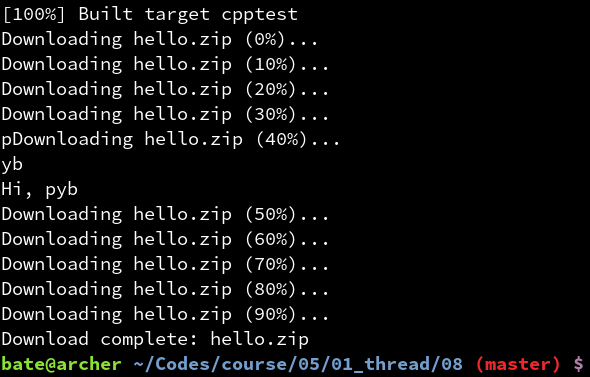 [100%] Built target cpptest
Downloading hello.zip (0%)...
Downloading hello.zip (10%)...
Downloading hello.zip (20%)...
Downloading hello.zip (30%)...
pDownloading hello.zip (40%)...
yb
Hi, pyb
Downloading hello.zip (50%)...
Downloading hello.zip (60%)...
Downloading hello.zip (70%)...
Downloading hello.zip (80%)...
Downloading hello.zip (90%)...
Download complete: hello.zip
bate@archer ~/Codes/course/05/01_thread/08 (master) $